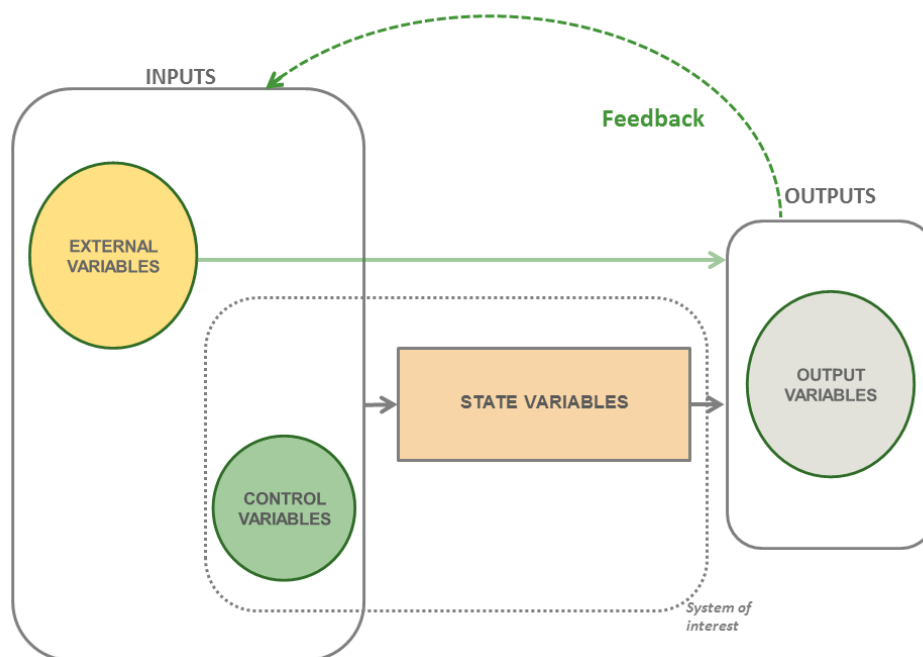 INPUTS
Feedback
OUTPUTS
EXTERNAL
VARIABLES
STATE VARIABLES
OUTPUT
VARIABLES
CONTROL
VARIABLES
System of
interest